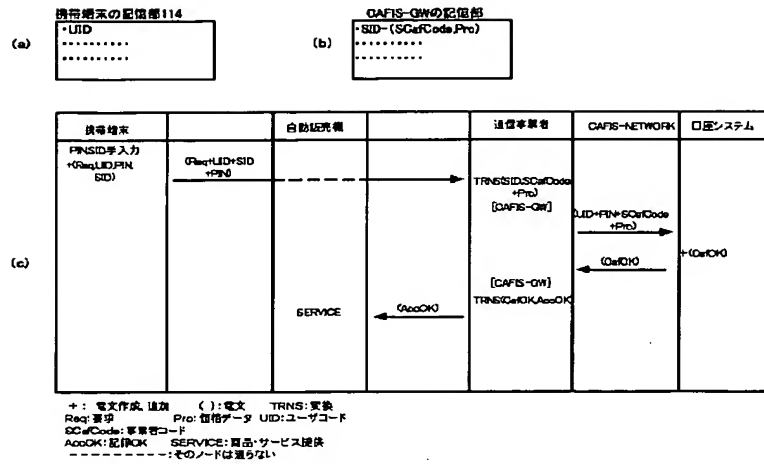 携帯端末の記憶部114
(a)
・UID
・・・・・・・・・・
・・・・・・・・・・
CAFIS-GWの記憶部
(b)
・SID-(SCafCode,Pro)
・・・・・・・・・・
・・・・・・・・・・
(c)
携帯端末 自動販売機 通信事業者 CAFIS-NETWORK 口座システム
PIN,SID手入力
+(Req,UID,PIN,
SID)
(Req+UID+SID
+PIN)
TRNS(SID,SCafCode
+Pro)
[CAFIS-GW]
(UID+PIN+SCafCode
+Pro)
+(CafOK)
(CafOK)
[CAFIS-GW]
TRNS(CafOK,AccOK)
(AccOK)
SERVICE
+: 電文作成,追加 ( ):電文 TRNS:変換
Req:要求 Pro:価格データ UID:ユーザコード
SCafCode:事業者コード
AccOK:記録OK SERVICE:商品・サービス提供
----------:そのノードは通らない